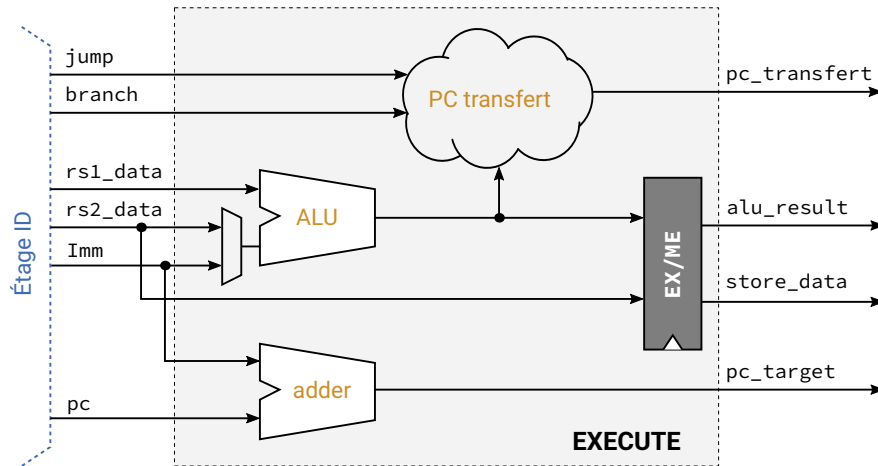 jump
pc_transfert
branch
PC transfert
rs1_data
rs2_data
ALU
alu_result
Imm
Étage ID
EX/ME
store_data
pc_target
adder
pc
EXECUTE